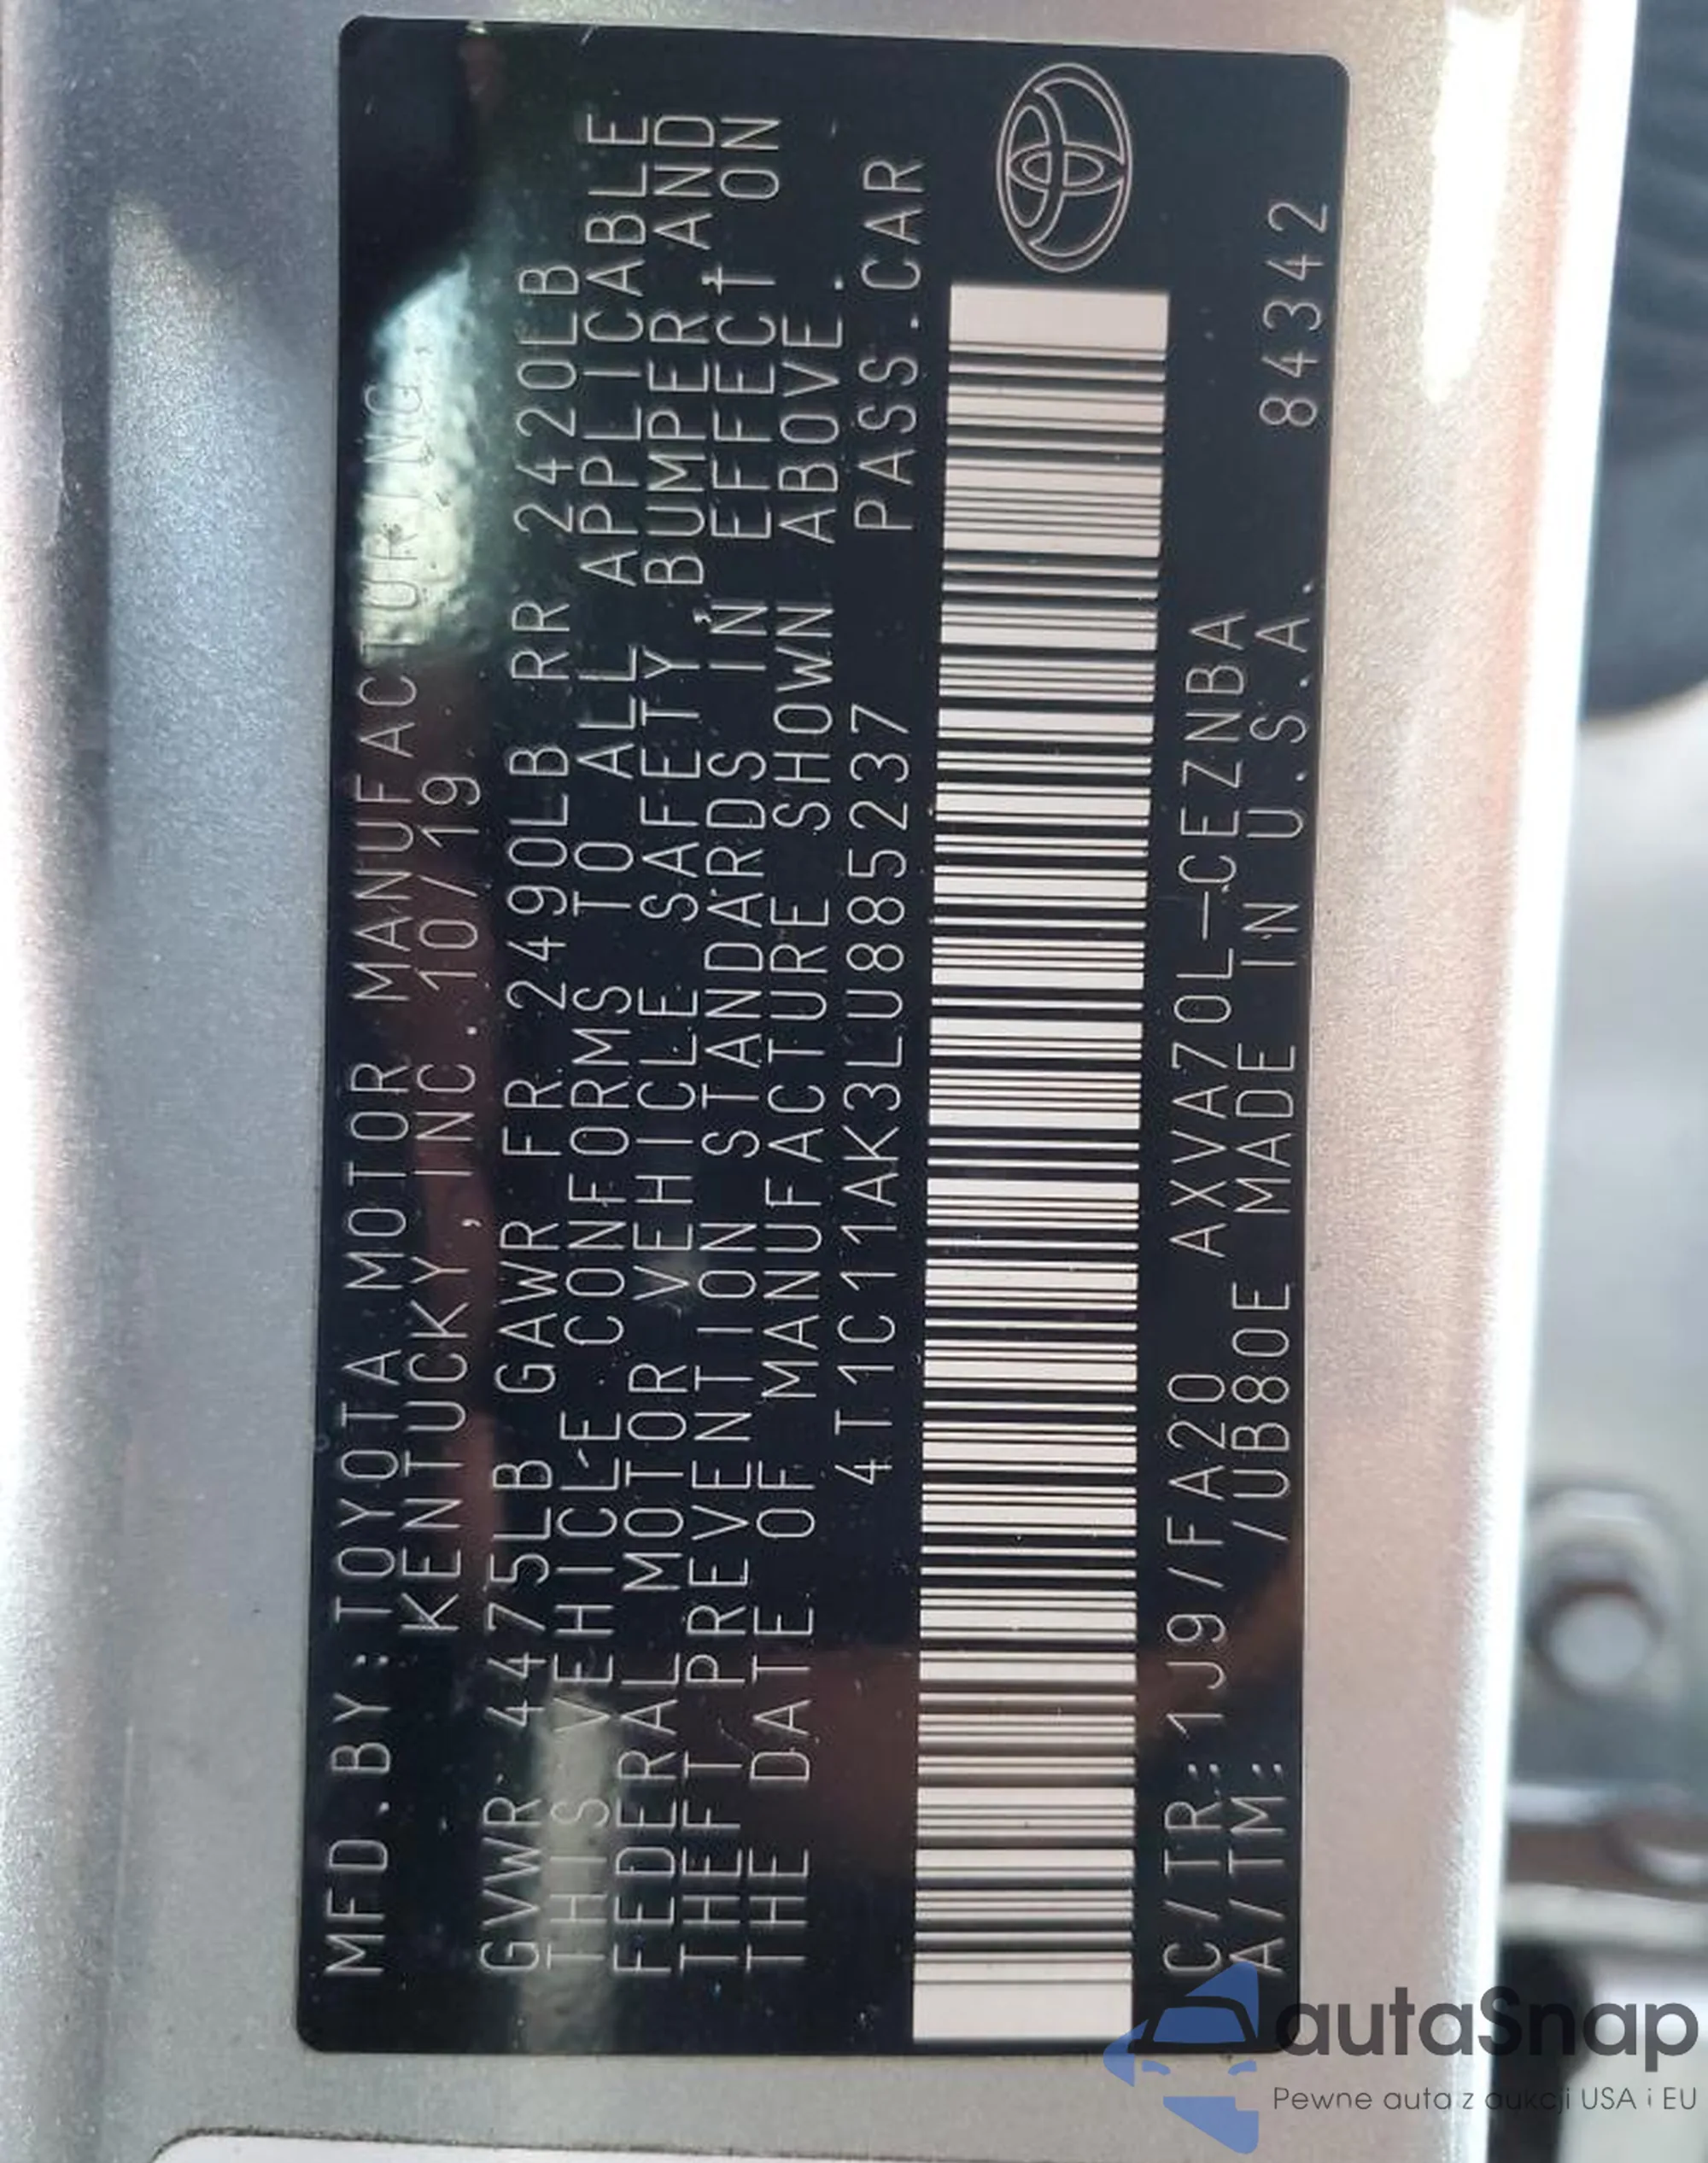 MFD.BY:TOYOTA MOTOR MANUFACTURING.
KENTUCKY, INC. 10/19
GVWR 4475LB GAWR FR 2490LB RR 2420LB
THIS VEHICLE CONFORMS TO ALL APPLICABLE
FEDERAL MOTOR VEHICLE SAFETY,BUMPER AND
THEFT PREVENTION STANDARDS IN EFFECT ON
THE DATE OF MANUFACTURE SHOWN ABOVE.
4T1C11AK3LU885237 PASS.CAR
C/TR:1J9/FA20 AXVA70L-CEZNBA
A/TM: /UB80E MADE IN U.S.A. 84342
autaSnap
Pewne auta z aukcji USA i EU